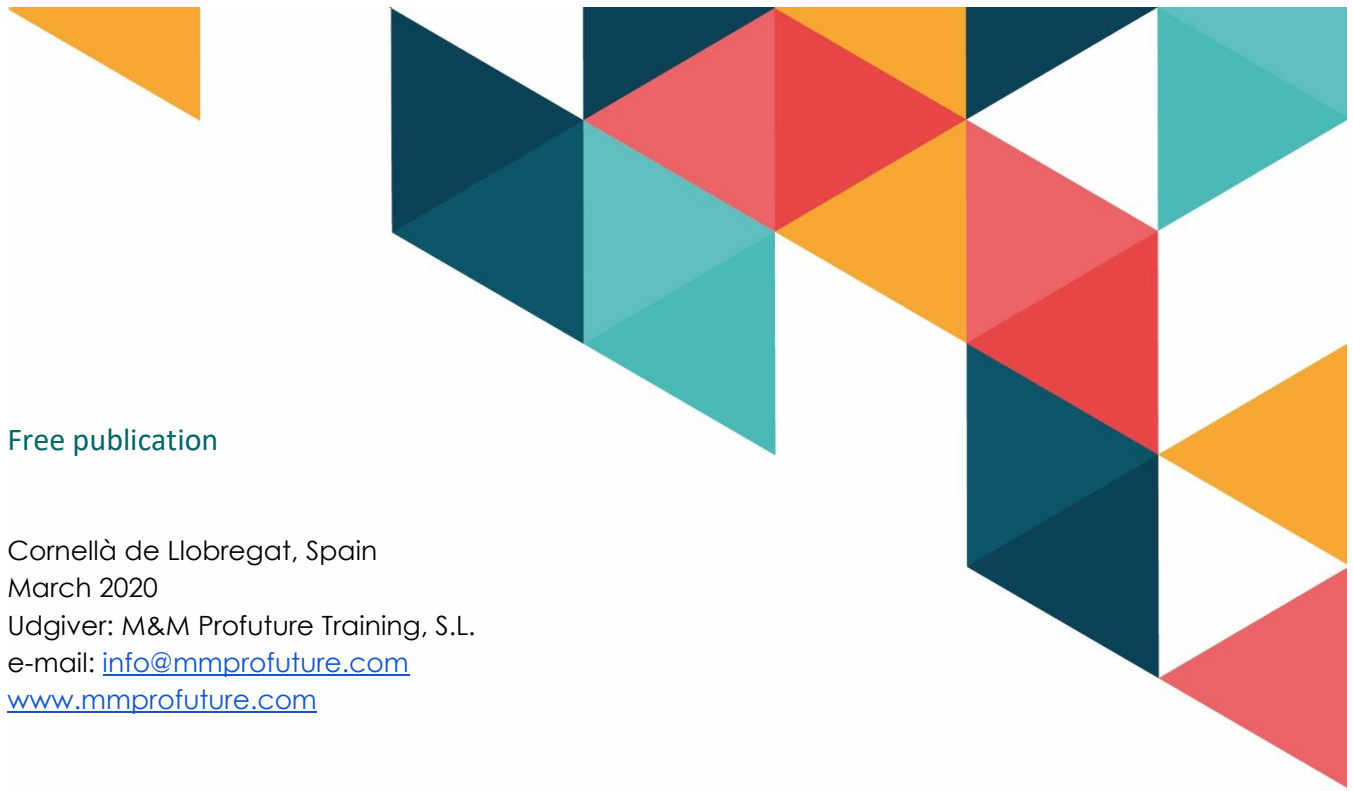 Free publication
Cornellà de Llobregat, Spain
March 2020
Udgiver: M&M Profuture Training, S.L.
e-mail: info@mmprofuture.com
www.mmprofuture.com